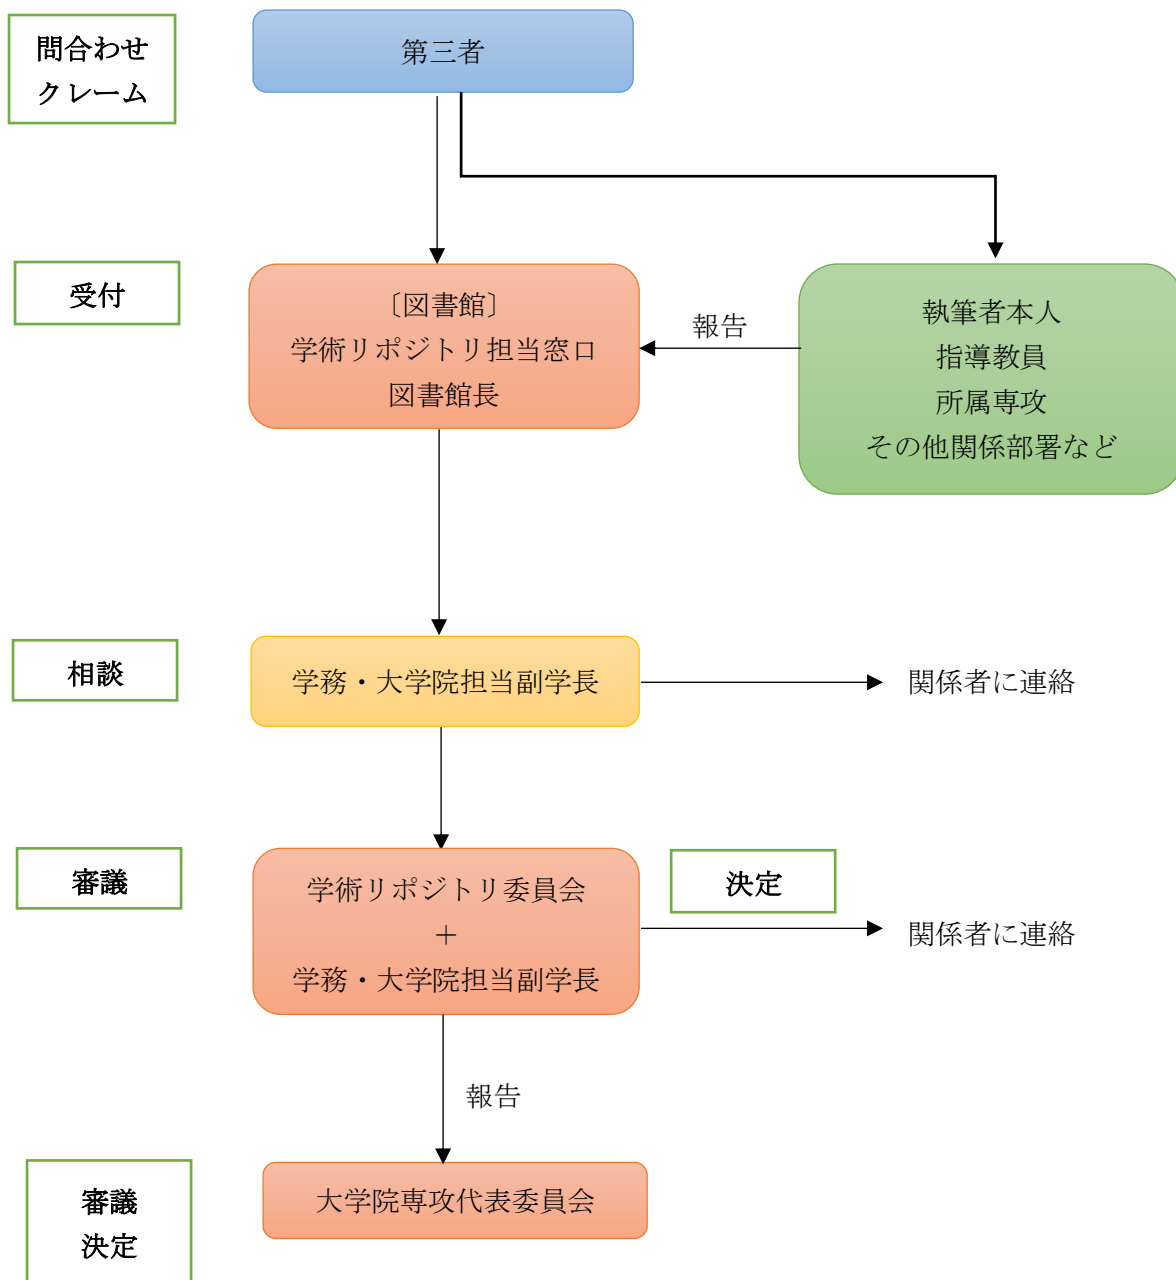 問合わせ
クレーム
第三者
受付
〔図書館〕
学術リポジトリ担当窓口
図書館長
報告
執筆者本人
指導教員
所属専攻
その他関係部署など
相談
学務・大学院担当副学長
関係者に連絡
審議
学術リポジトリ委員会
＋
学務・大学院担当副学長
決定
関係者に連絡
報告
審議
決定
大学院専攻代表委員会